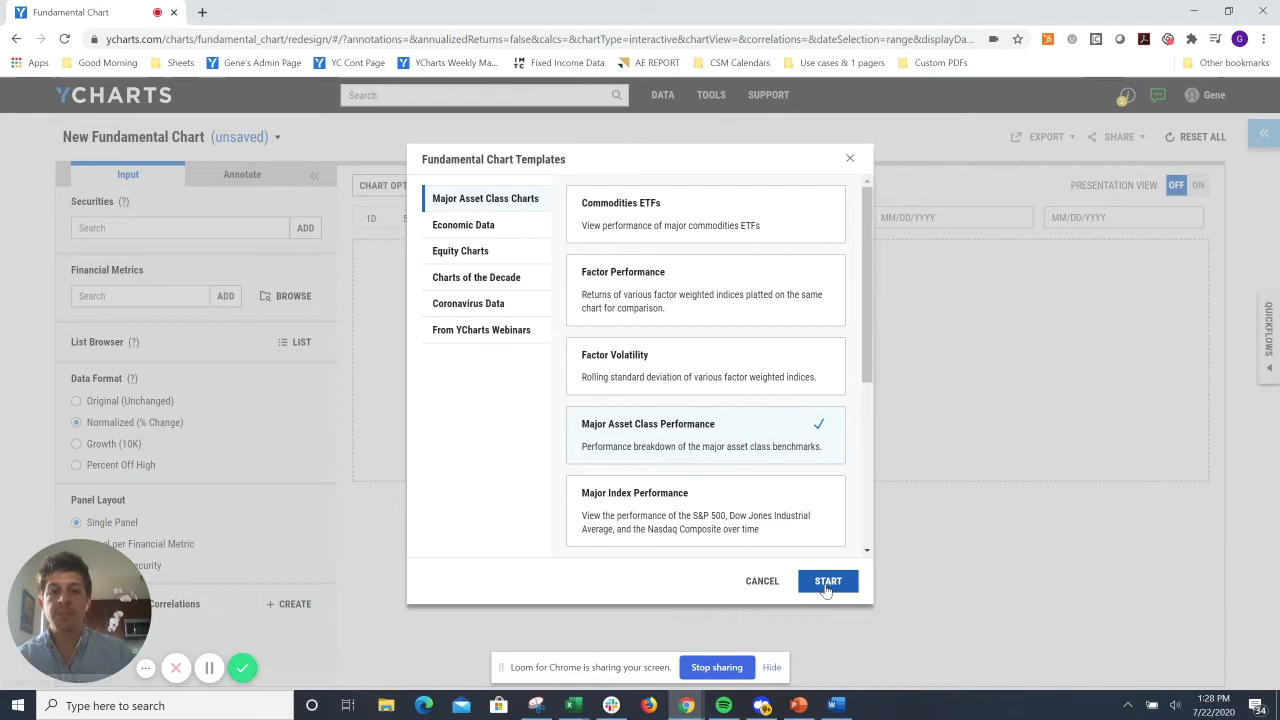 Fundamental Chart
ycharts.com/charts/fundamental_chart/redesign/#/?annotations=&annualizedReturns=false&calcs=&chartType=interactive&chartView=&correlations=&dateSelection=range&displayDa...
Apps Good Morning Sheets Gene's Admin Page YC Cont Page YCharts Weekly Ma... Fixed Income Data AE REPORT CSM Calendars Use cases & 1 pagers Custom PDFs Other bookmarks
YCHARTS
Search
DATA TOOLS SUPPORT
2
Gene
New Fundamental Chart (unsaved)
EXPORT SHARE RESET ALL
Input Annotate
Securities (?)
Search ADD
Financial Metrics
Search ADD BROWSE
List Browser (?) LIST
Data Format (?)
Original (Unchanged)
Normalized (% Change)
Growth (10K)
Percent Off High
Panel Layout
Single Panel
per Financial Metric
ecurity
Correlations + CREATE
CHART OPT
PRESENTATION VIEW OFF ON
1D 5
MM/DD/YYYY MM/DD/YYYY
QUICKFLOWS
Fundamental Chart Templates
Major Asset Class Charts
Economic Data
Equity Charts
Charts of the Decade
Coronavirus Data
From YCharts Webinars
Commodities ETFs
View performance of major commodities ETFs
Factor Performance
Returns of various factor weighted indices platted on the same
chart for comparison.
Factor Volatility
Rolling standard deviation of various factor weighted indices.
Major Asset Class Performance
Performance breakdown of the major asset class benchmarks.
Major Index Performance
View the performance of the S&P 500, Dow Jones Industrial
Average, and the Nasdaq Composite over time
CANCEL START
Loom for Chrome is sharing your screen. Stop sharing Hide
Type here to search
1:28 PM
7/22/2020
34